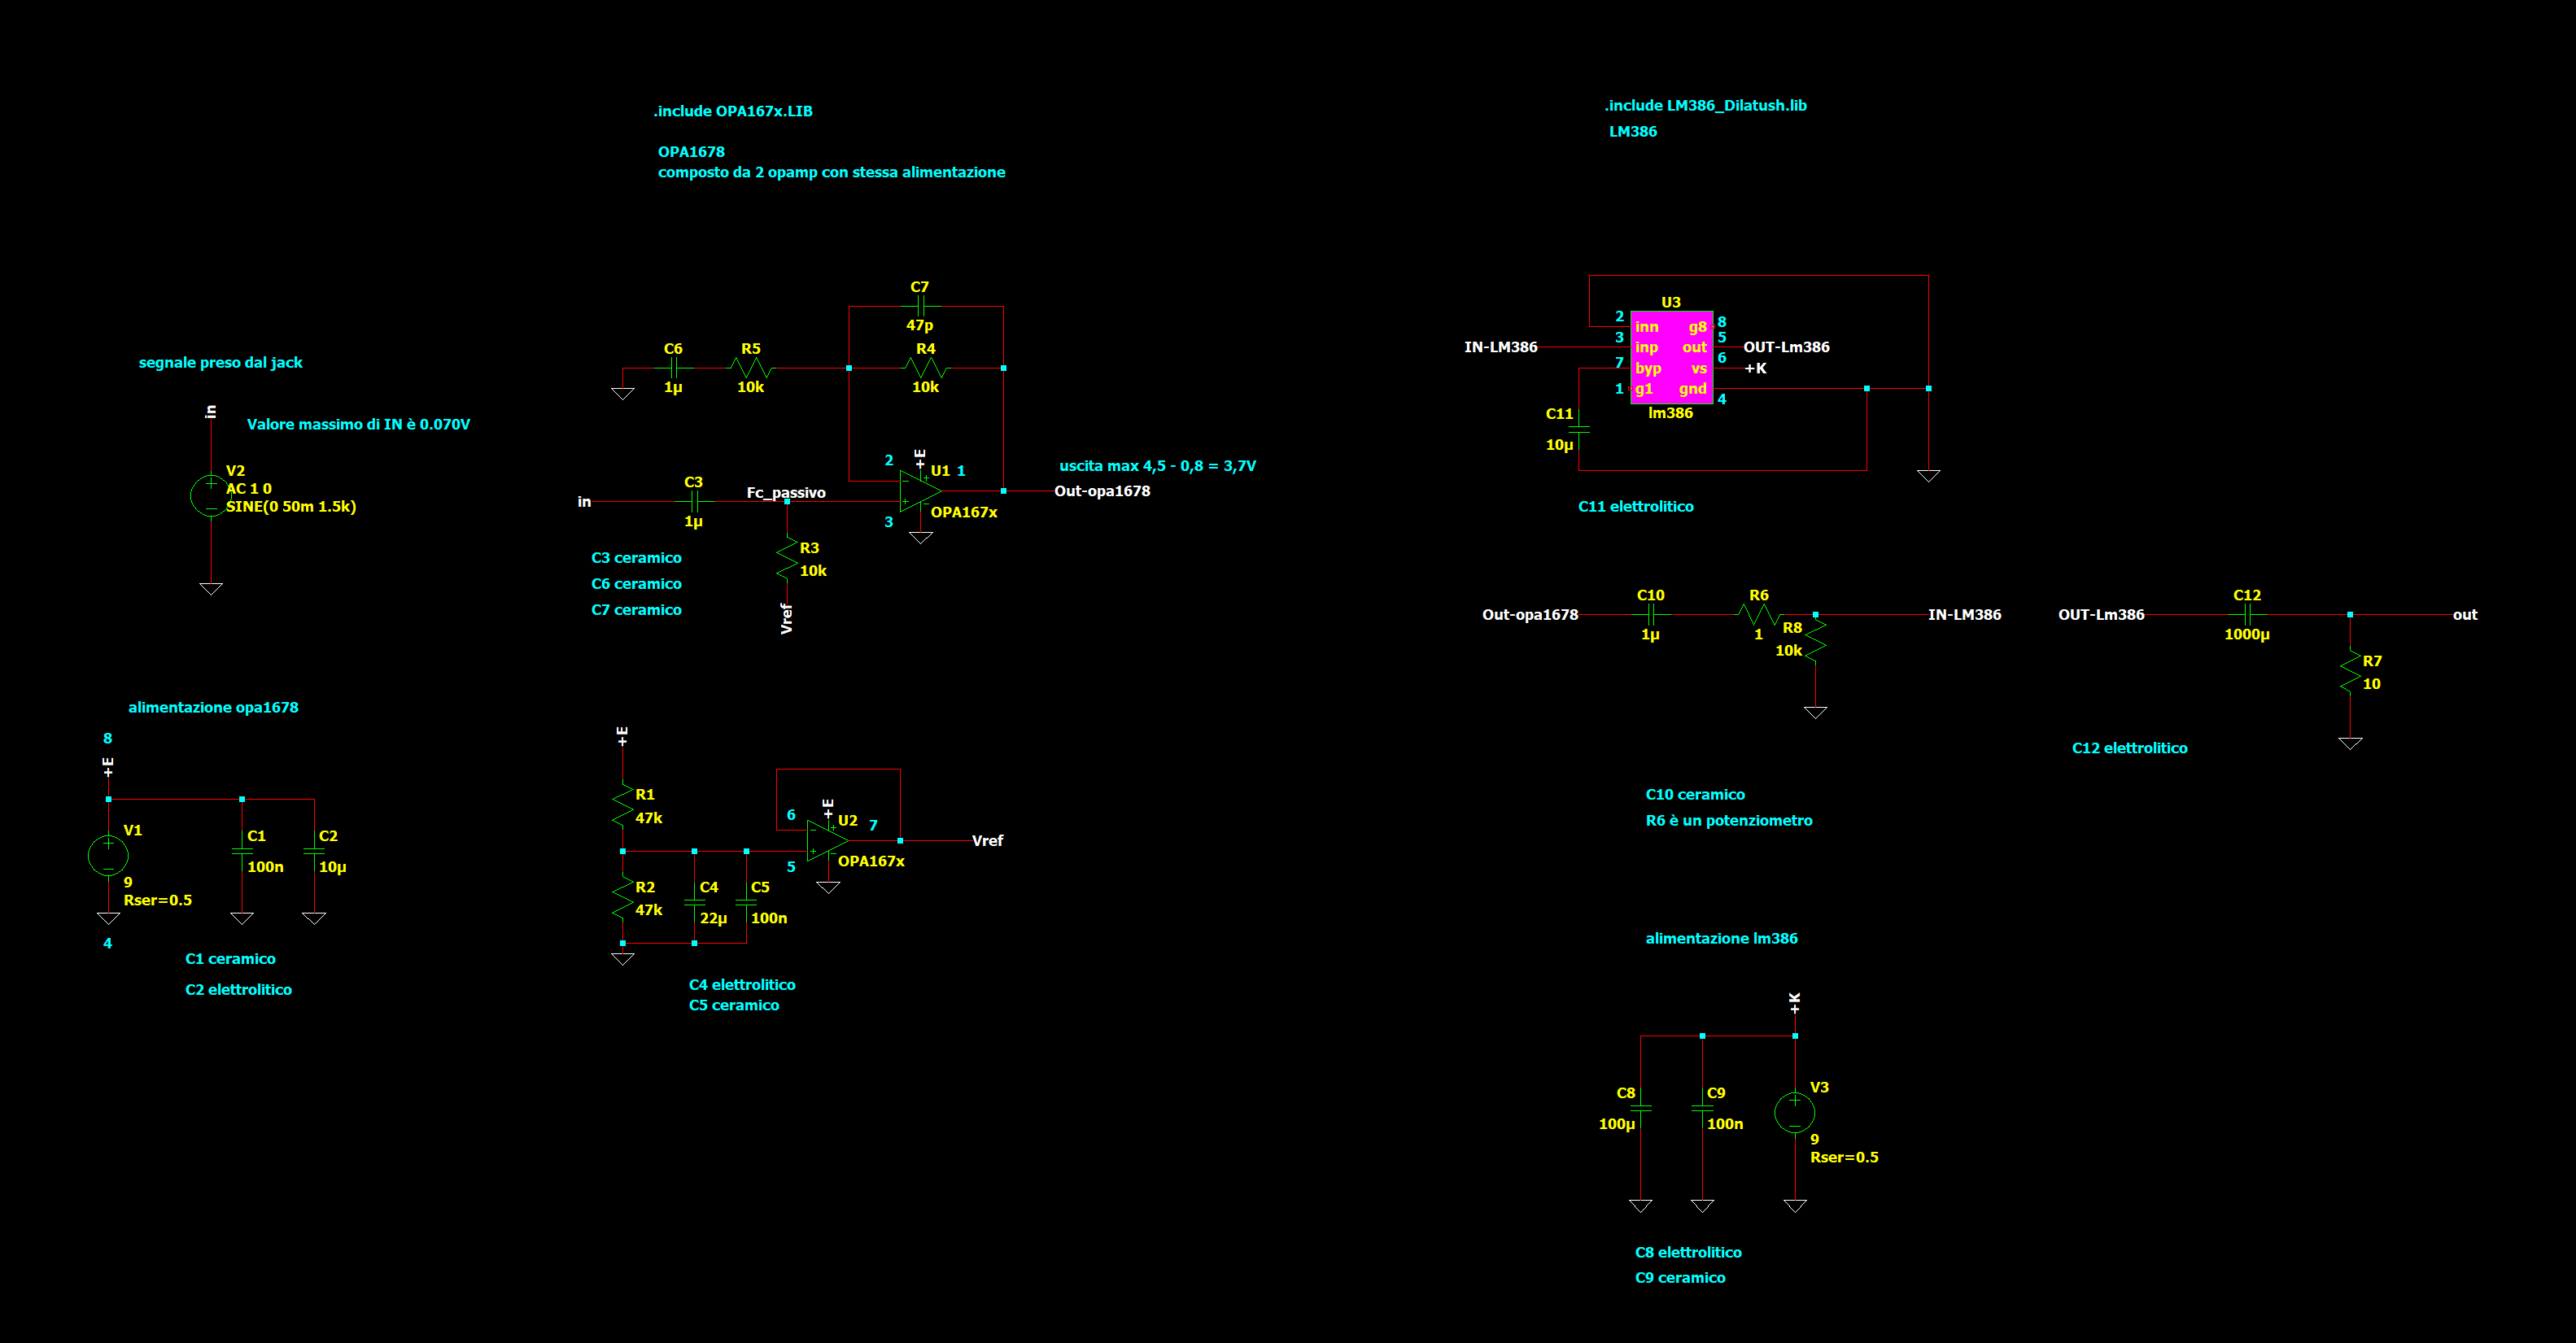 .include OPA167x.LIB
OPA1678
composto da 2 opamp con stessa alimentazione
.include LM386_Dilatush.lib
LM386
segnale preso dal jack
in
Valore massimo di IN è 0.070V
V2
AC 1 0
SINE(0 50m 1.5k)
C7
47p
C6
1µ
R5
10k
R4
10k
in
C3
1µ
Fc_passivo
R3
10k
Vref
2
3
+E
U1
1
OPA167x
uscita max 4,5 - 0,8 = 3,7V
Out-opa1678
C3 ceramico
C6 ceramico
C7 ceramico
U3
2
inn
g8
8
3
5
IN-LM386
inp
out
OUT-Lm386
7
6
byp
vs
+K
1
g1
gnd
4
lm386
C11
10µ
C11 elettrolitico
Out-opa1678
C10
1µ
R6
1
R8
10k
IN-LM386
C10 ceramico
R6 è un potenziometro
OUT-Lm386
C12
1000µ
out
R7
10
C12 elettrolitico
alimentazione opa1678
8
+E
V1
9
Rser=0.5
4
C1
100n
C2
10µ
C1 ceramico
C2 elettrolitico
+E
R1
47k
R2
47k
C4
22µ
C5
100n
6
5
+E
U2
7
OPA167x
Vref
C4 elettrolitico
C5 ceramico
alimentazione lm386
+K
C8
100µ
C9
100n
V3
9
Rser=0.5
C8 elettrolitico
C9 ceramico